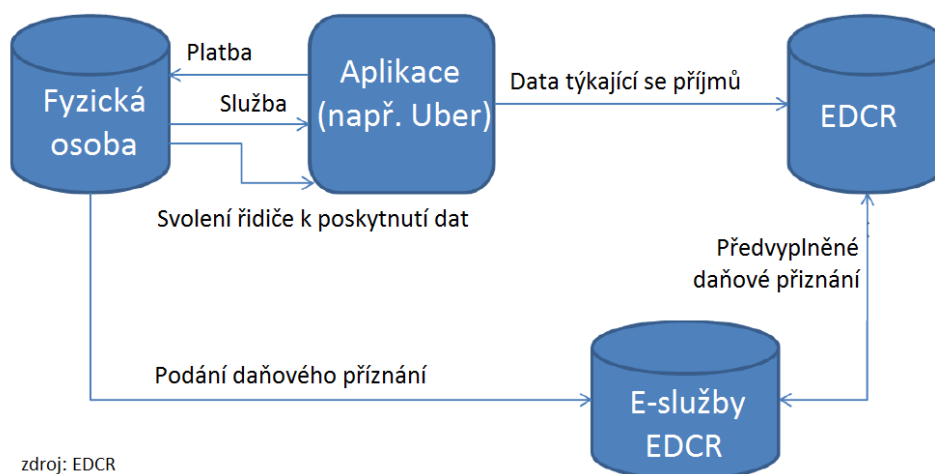 Fyzická
osoba
Platba
Služba
Aplikace
(např. Uber)
Data týkající se příjmů
EDCR
Svolení řidiče k poskytnutí dat
Předvyplněné
daňové přiznání
Podání daňového příznání
E-služby
EDCR
zdroj: EDCR